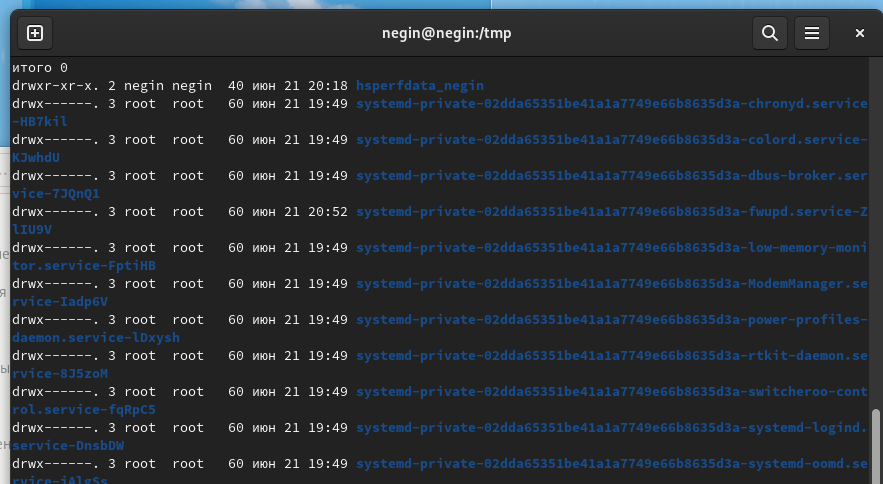 negin@negin:/tmp
итого 0
drwxr-xr-x. 2 negin negin  40 июн 21 20:18 hsperfdata_negin
drwx------. 3 root  root   60 июн 21 19:49 systemd-private-02dda65351be41a1a7749e66b8635d3a-chronyd.service
-HB7kil
drwx------. 3 root  root   60 июн 21 19:49 systemd-private-02dda65351be41a1a7749e66b8635d3a-colord.service-
KJwhdU
drwx------. 3 root  root   60 июн 21 19:49 systemd-private-02dda65351be41a1a7749e66b8635d3a-dbus-broker.ser
vice-7JQnQ1
drwx------. 3 root  root   60 июн 21 20:52 systemd-private-02dda65351be41a1a7749e66b8635d3a-fwupd.service-Z
lIU9V
drwx------. 3 root  root   60 июн 21 19:49 systemd-private-02dda65351be41a1a7749e66b8635d3a-low-memory-moni
tor.service-FptiHB
drwx------. 3 root  root   60 июн 21 19:49 systemd-private-02dda65351be41a1a7749e66b8635d3a-ModemManager.se
rvice-Iadp6V
drwx------. 3 root  root   60 июн 21 19:49 systemd-private-02dda65351be41a1a7749e66b8635d3a-power-profiles-
daemon.service-lDxysh
drwx------. 3 root  root   60 июн 21 19:49 systemd-private-02dda65351be41a1a7749e66b8635d3a-rtkit-daemon.se
rvice-8J5zoM
drwx------. 3 root  root   60 июн 21 19:49 systemd-private-02dda65351be41a1a7749e66b8635d3a-switcheroo-cont
rol.service-fqRpC5
drwx------. 3 root  root   60 июн 21 19:49 systemd-private-02dda65351be41a1a7749e66b8635d3a-systemd-logind.
service-DnsbDW
drwx------. 3 root  root   60 июн 21 19:49 systemd-private-02dda65351be41a1a7749e66b8635d3a-systemd-oomd.se